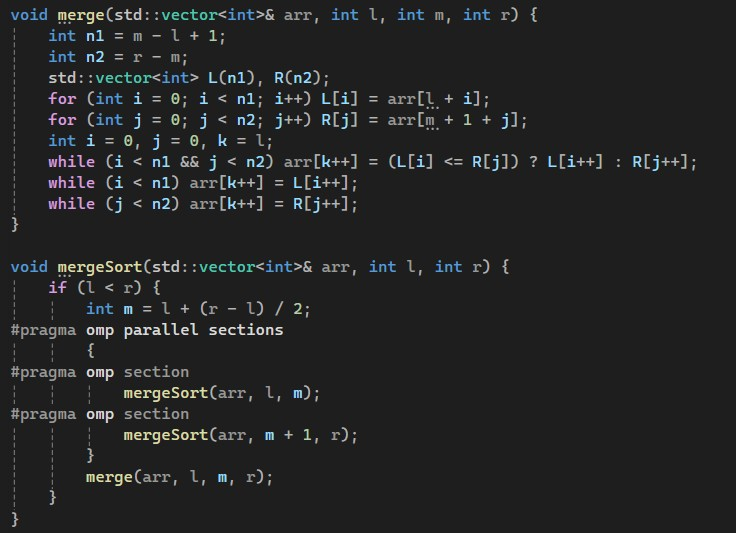 void merge(std::vector<int>& arr, int l, int m, int r) {
    int n1 = m - l + 1;
    int n2 = r - m;
    std::vector<int> L(n1), R(n2);
    for (int i = 0; i < n1; i++) L[i] = arr[l + i];
    for (int j = 0; j < n2; j++) R[j] = arr[m + 1 + j];
    int i = 0, j = 0, k = l;
    while (i < n1 && j < n2) arr[k++] = (L[i] <= R[j]) ? L[i++] : R[j++];
    while (i < n1) arr[k++] = L[i++];
    while (j < n2) arr[k++] = R[j++];
}

void mergeSort(std::vector<int>& arr, int l, int r) {
    if (l < r) {
        int m = l + (r - l) / 2;
#pragma omp parallel sections
        {
#pragma omp section
            mergeSort(arr, l, m);
#pragma omp section
            mergeSort(arr, m + 1, r);
        }
        merge(arr, l, m, r);
    }
}